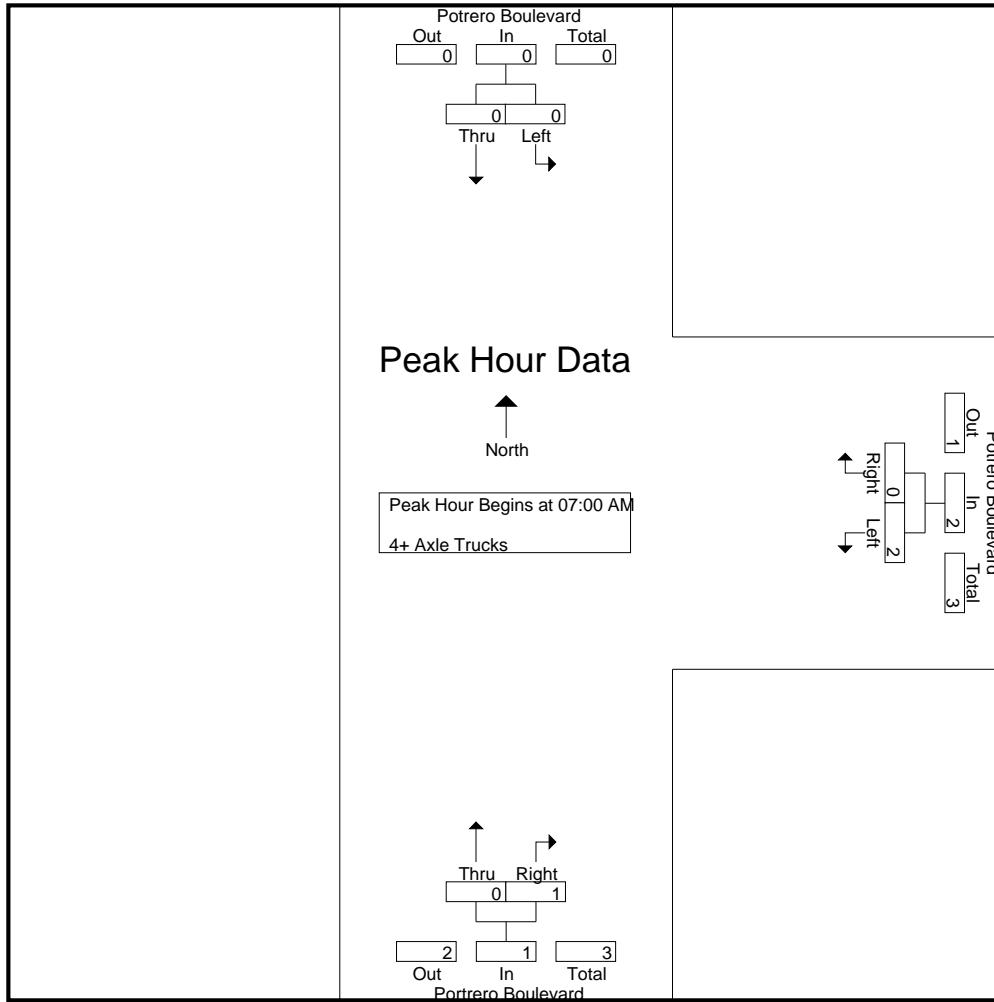 Potrero Boulevard
Out In Total
0 0 0
0 0
Thru Left
Peak Hour Data
North
Peak Hour Begins at 07:00 AM
4+ Axle Trucks
Potrero Boulevard
Out In Total
1 2 3
Right Left
0 2
Thru Right
0 1
2 1 3
Out In Total
Portrero Boulevard